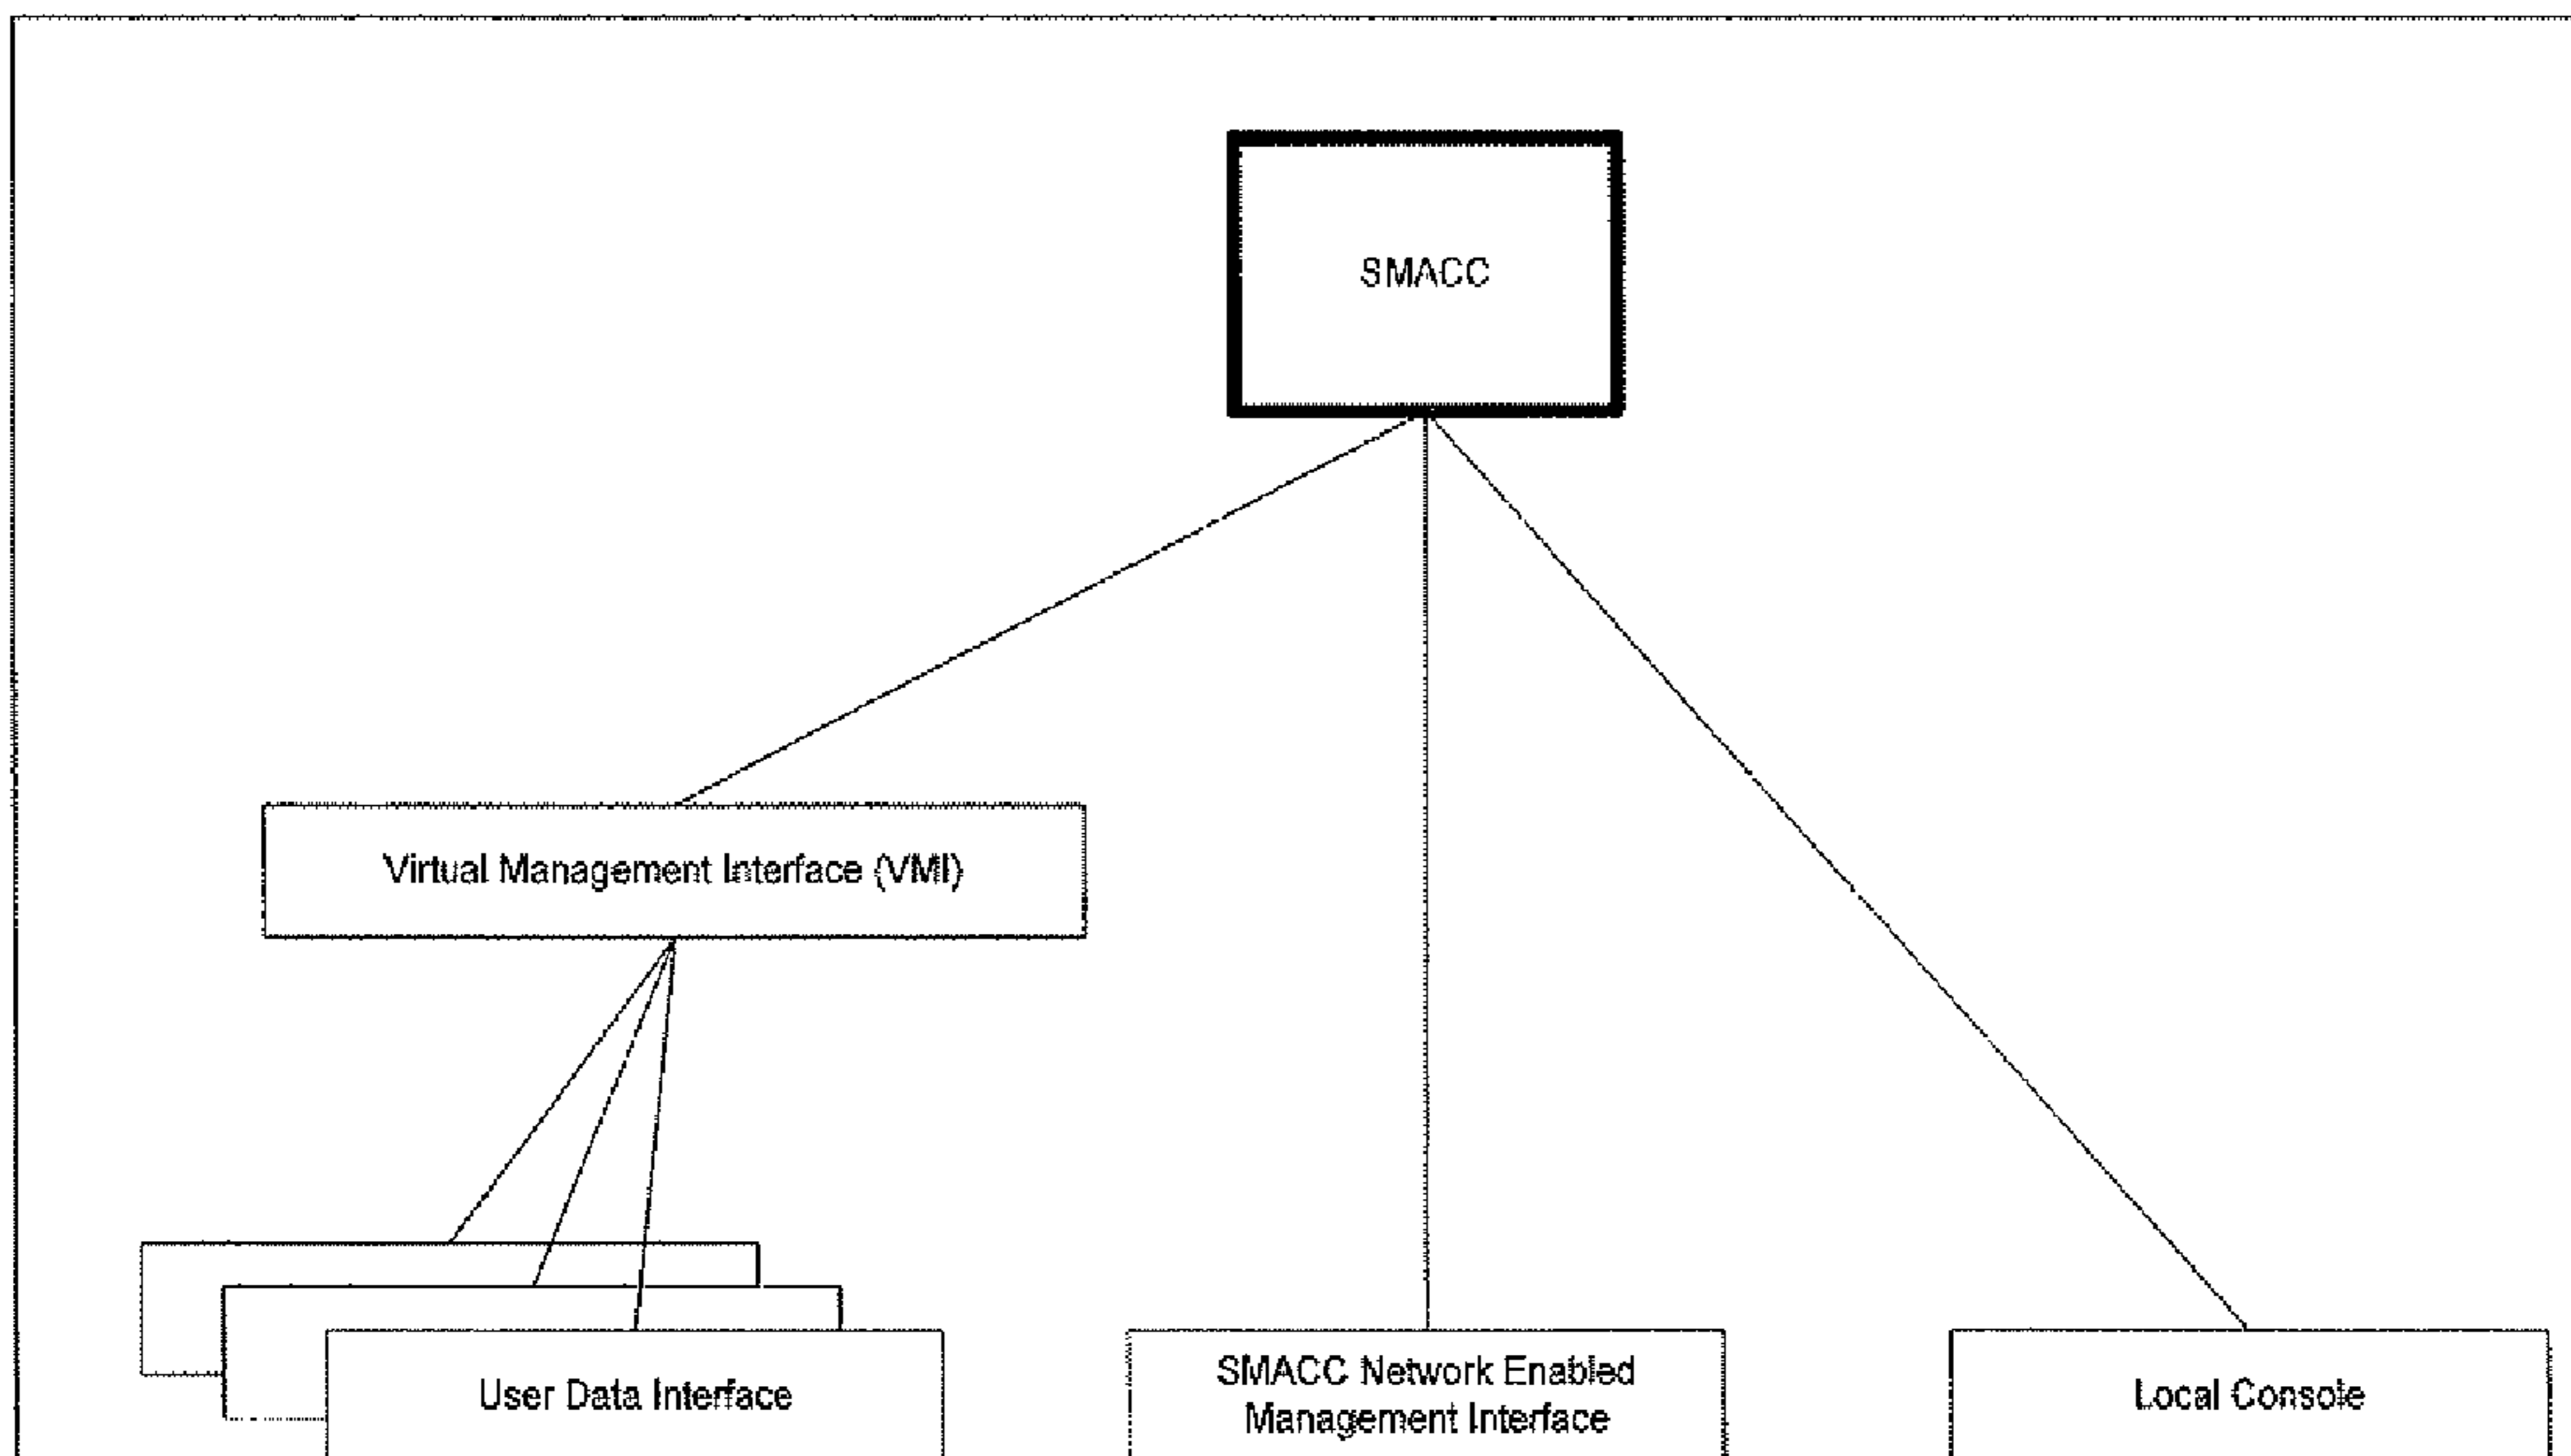 SMACC
Virtual Management Interface (VMI)
User Data Interface
SMACC Network Enabled
Management Interface
Local Console